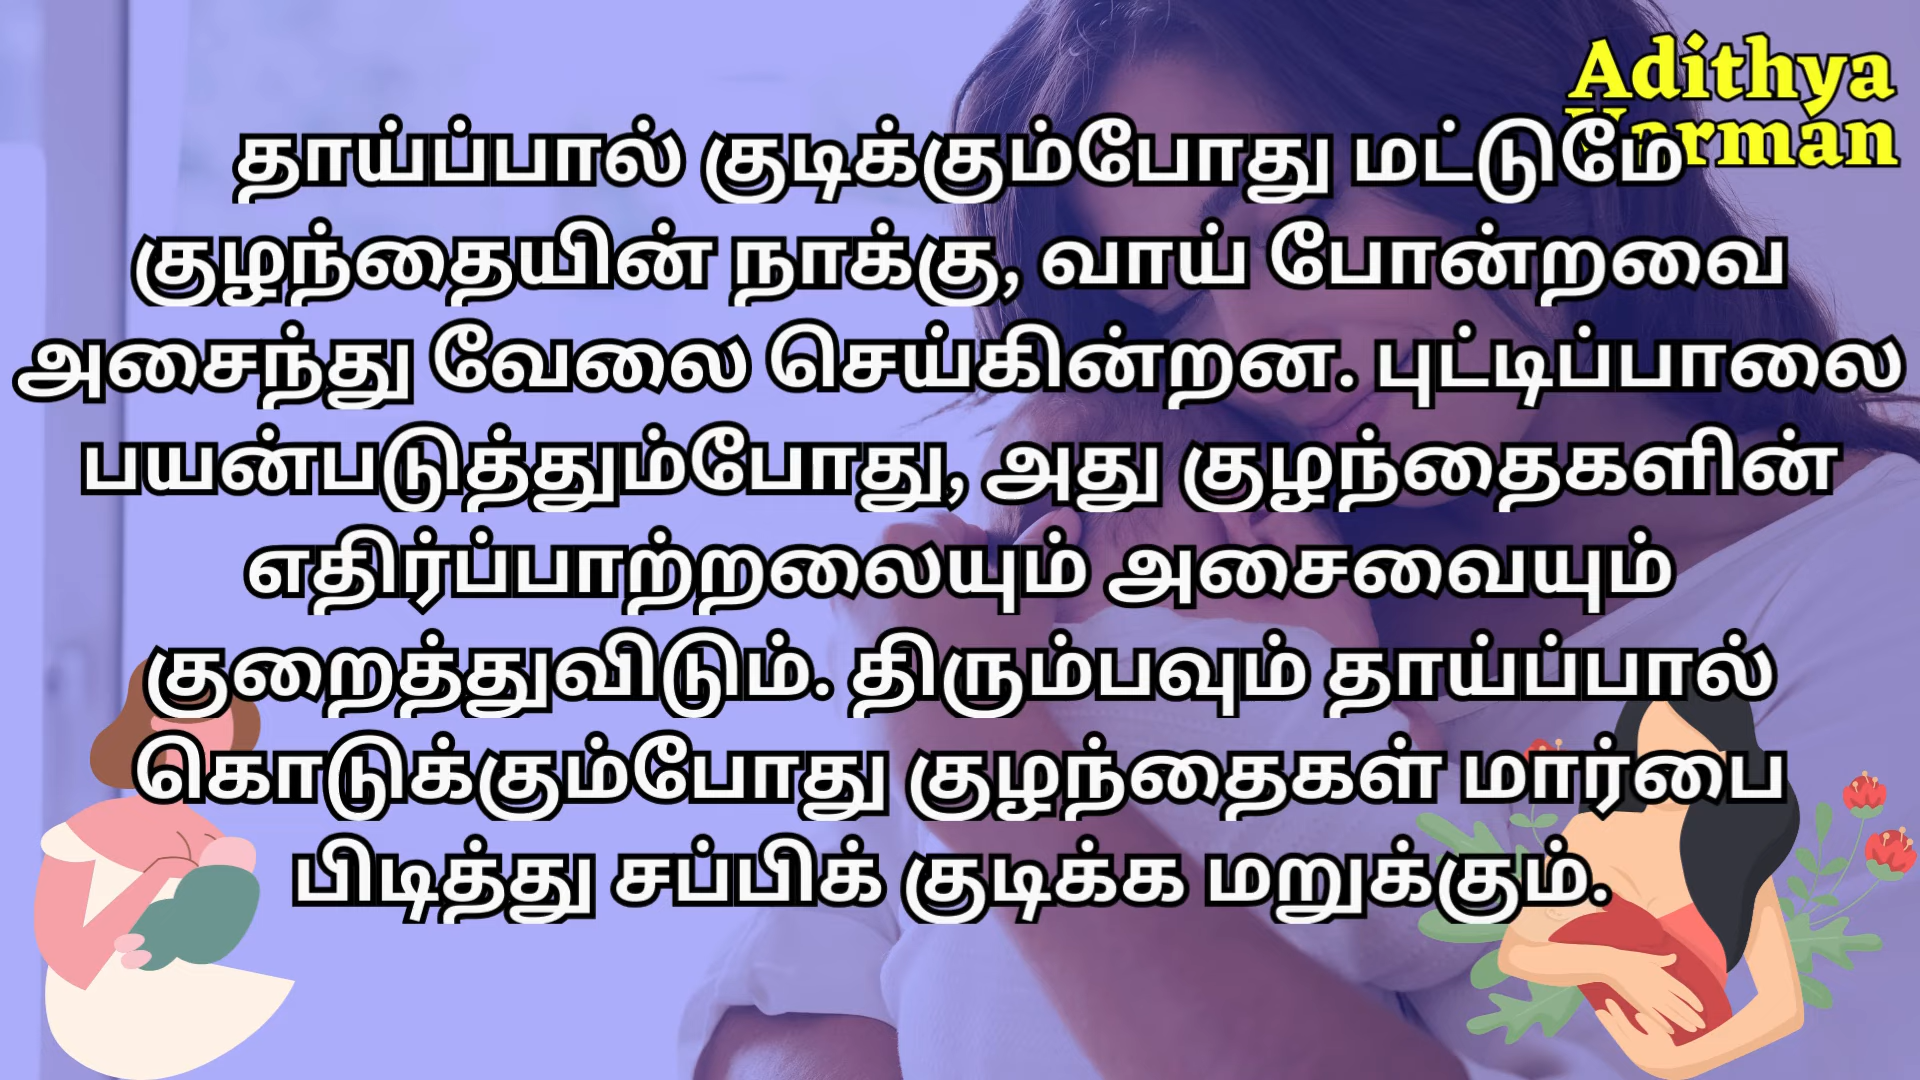 Adithya
Varman
தாய்ப்பால் குடிக்கும்போது மட்டுமே
குழந்தையின் நாக்கு, வாய் போன்றவை
அசைந்து வேலை செய்கின்றன. புட்டிப்பாலை
பயன்படுத்தும்போது, அது குழந்தைகளின்
எதிர்ப்பாற்றலையும் அசைவையும்
குறைத்துவிடும். திரும்பவும் தாய்ப்பால்
கொடுக்கும்போது குழந்தைகள் மார்பை
பிடித்து சப்பிக் குடிக்க மறுக்கும்.